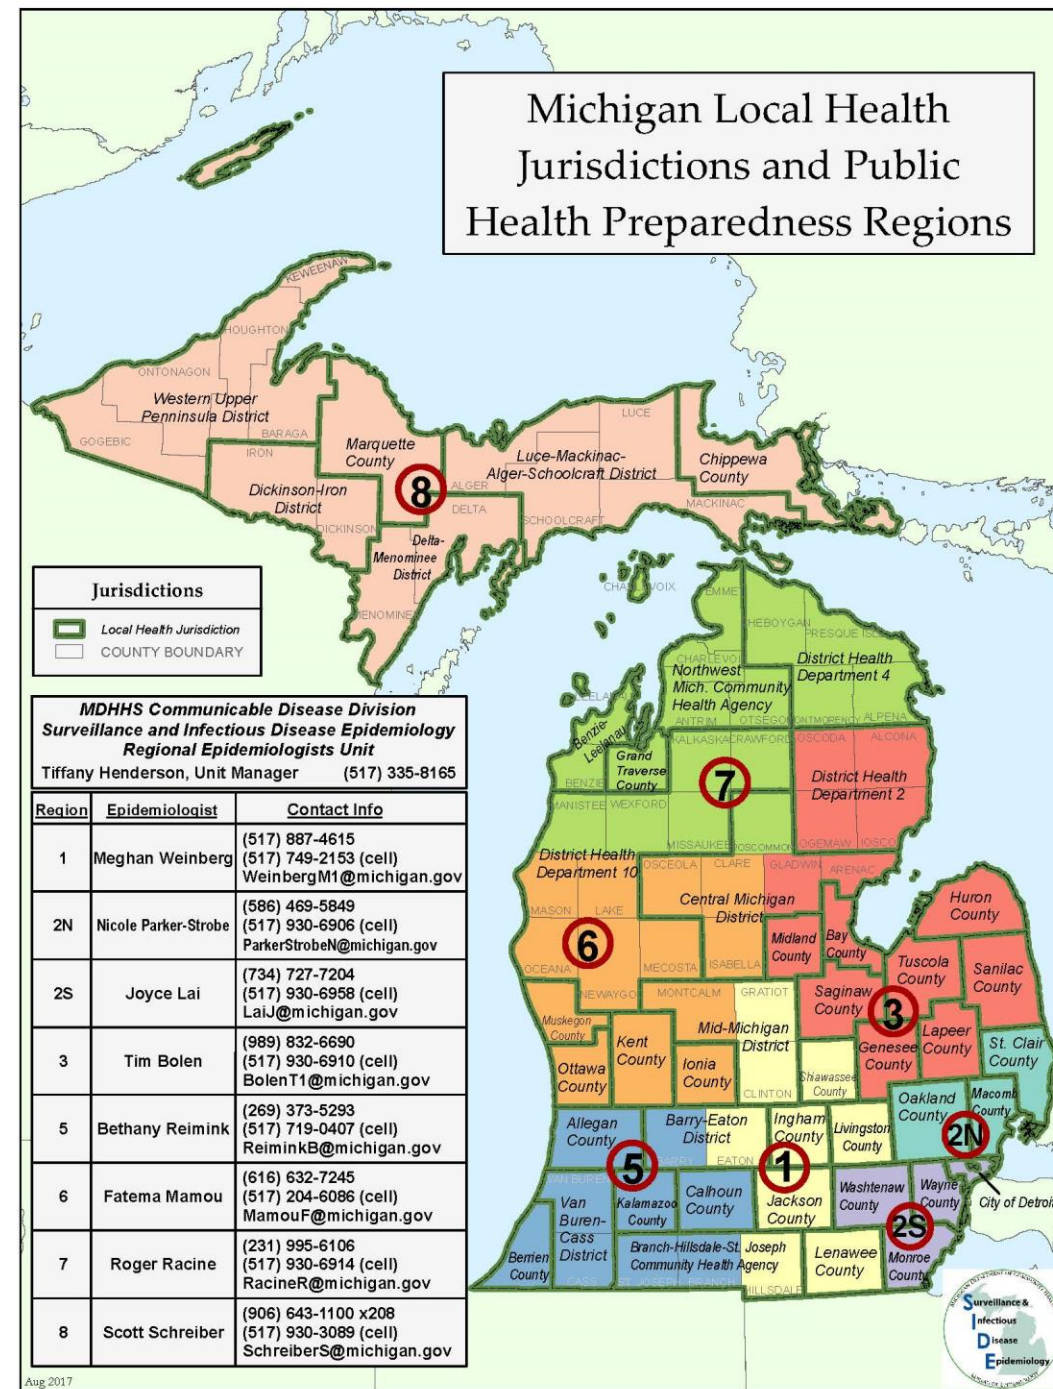 Michigan Local Health
Jurisdictions and Public
Health Preparedness Regions
KEWEENAW
HOUGHTON
ONTONAGON
Western Upper
Penninsula District
GOGEBIC
BARAGA
IRON
Marquette
County
Dickinson-Iron
District
DICKINSON
8
ALGER
LUCE
Luce-Mackinac-
Alger-Schoolcraft District
Chippewa
County
DELTA
SCHOOLCRAFT
MACKINAC
Delta-
Menominee
District
MENOMINEE
Jurisdictions
Local Health Jurisdiction
COUNTY BOUNDARY
MDHHS Communicable Disease Division
Surveillance and Infectious Disease Epidemiology
Regional Epidemiologists Unit
Tiffany Henderson, Unit Manager (517) 335-8165
Region Epidemiologist Contact Info
1 Meghan Weinberg (517) 887-4615
(517) 749-2153 (cell)
WeinbergM1@michigan.gov
2N Nicole Parker-Strobe (586) 469-5849
(517) 930-6906 (cell)
ParkerStrobeN@michigan.gov
2S Joyce Lai (734) 727-7204
(517) 930-6958 (cell)
LaiJ@michigan.gov
3 Tim Bolen (989) 832-6690
(517) 930-6910 (cell)
BolenT1@michigan.gov
5 Bethany Reimink (269) 373-5293
(517) 719-0407 (cell)
ReiminkB@michigan.gov
6 Fatema Mamou (616) 632-7245
(517) 204-6086 (cell)
MamouF@michigan.gov
7 Roger Racine (231) 995-6106
(517) 930-6914 (cell)
RacineR@michigan.gov
8 Scott Schreiber (906) 643-1100 x208
(517) 930-3089 (cell)
SchreiberS@michigan.gov
Aug 2017
CHARLEVOIX
EMMET
CHEBOYGAN
PRESQUE ISLE
CHARLEVOIX
Northwest
Mich. Community
Health Agency
District Health
Department 4
ANTRIM
OTSEGO
MONTMORENCY
ALPENA
LEELANAU
Benzie-
Leelanau
BENZIE
Grand
Traverse
County
KALKASKA
CRAWFORD
OSCODA
ALCONA
7
District Health
Department 2
MANISTEE
WEXFORD
MISSAUKEE
ROSCOMMON
OGEMAW
IOSCO
District Health
Department 10
OSCEOLA
CLARE
GLADWIN
ARENAC
Central Michigan
District
MASON
LAKE
6
Midland
County
Bay
County
Huron
County
OCEANA
MECOSTA
ISABELLA
Tuscola
County
Sanilac
County
NEWAYGO
MONTCALM
GRATIOT
Saginaw
County
3
Muskegon
County
Mid-Michigan
District
Kent
County
Ottawa
County
Ionia
County
CLINTON
Shiawassee
County
Genesee
County
Lapeer
County
St. Clair
County
Allegan
County
Barry-Eaton
District
BARRY
EATON
Ingham
County
Livingston
County
Oakland
County
Macomb
County
2N
5
1
VAN BUREN
Van
Buren-
Cass
District
Kalamazoo
County
Calhoun
County
Jackson
County
Washtenaw
County
Wayne
County
City of Detroit
2S
Berrien
County
CASS
Branch-Hillsdale-St. Joseph
Community Health Agency
ST JOSEPH
BRANCH
HILLSDALE
Lenawee
County
Monroe
County
Surveillance &
Infectious
Disease
Epidemiology